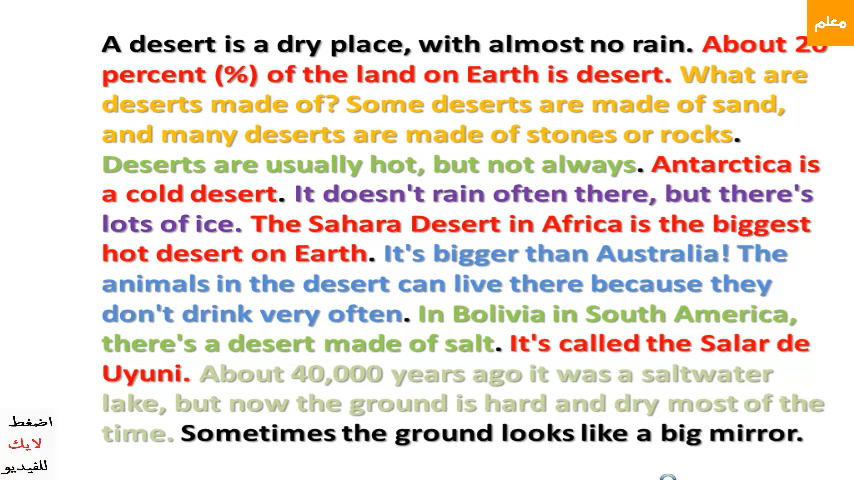 معلم
A desert is a dry place, with almost no rain. About 20
percent (%) of the land on Earth is desert. What are
deserts made of? Some deserts are made of sand,
and many deserts are made of stones or rocks.
Deserts are usually hot, but not always. Antarctica is
a cold desert. It doesn't rain often there, but there's
lots of ice. The Sahara Desert in Africa is the biggest
hot desert on Earth. It's bigger than Australia! The
animals in the desert can live there because they
don't drink very often. In Bolivia in South America,
there's a desert made of salt. It's called the Salar de
Uyuni. About 40,000 years ago it was a saltwater
lake, but now the ground is hard and dry most of the
time. Sometimes the ground looks like a big mirror.
اضغط
لايك
للفيديو